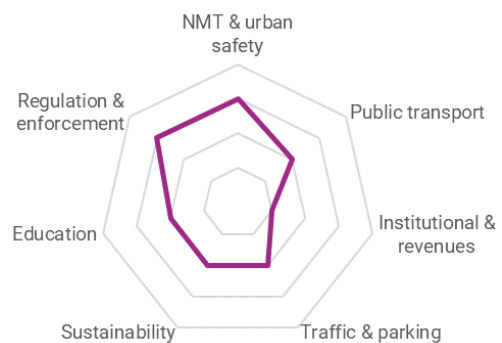 NMT & urban
safety
Regulation &
enforcement
Public transport
Education
Institutional &
revenues
Sustainability
Traffic & parking